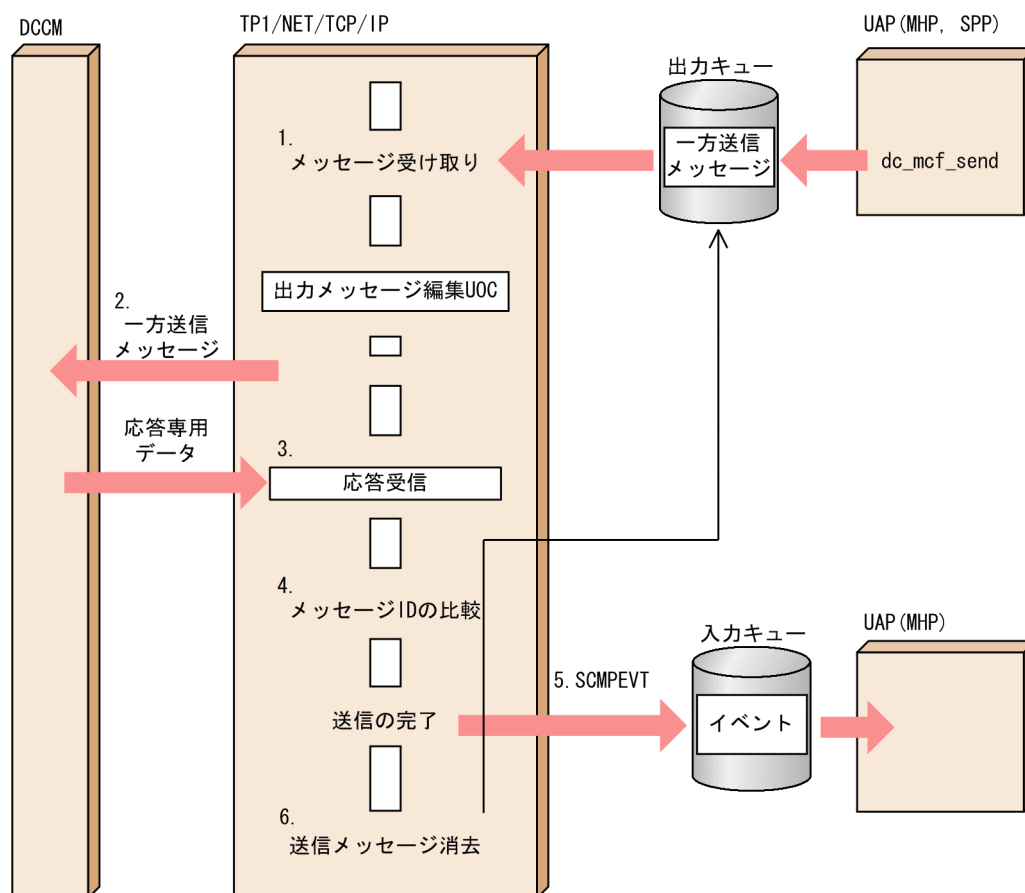 DCCM
TP1/NET/TCP/IP
UAP(MHP, SPP)
出力キュー
一方送信
メッセージ
dc_mcf_send
1.
メッセージ受け取り
出力メッセージ編集UOC
2.
一方送信
メッセージ
応答専用
データ
3.
応答受信
4.
メッセージIDの比較
送信の完了
5.SCMPEVT
入力キュー
イベント
UAP(MHP)
6.
送信メッセージ消去